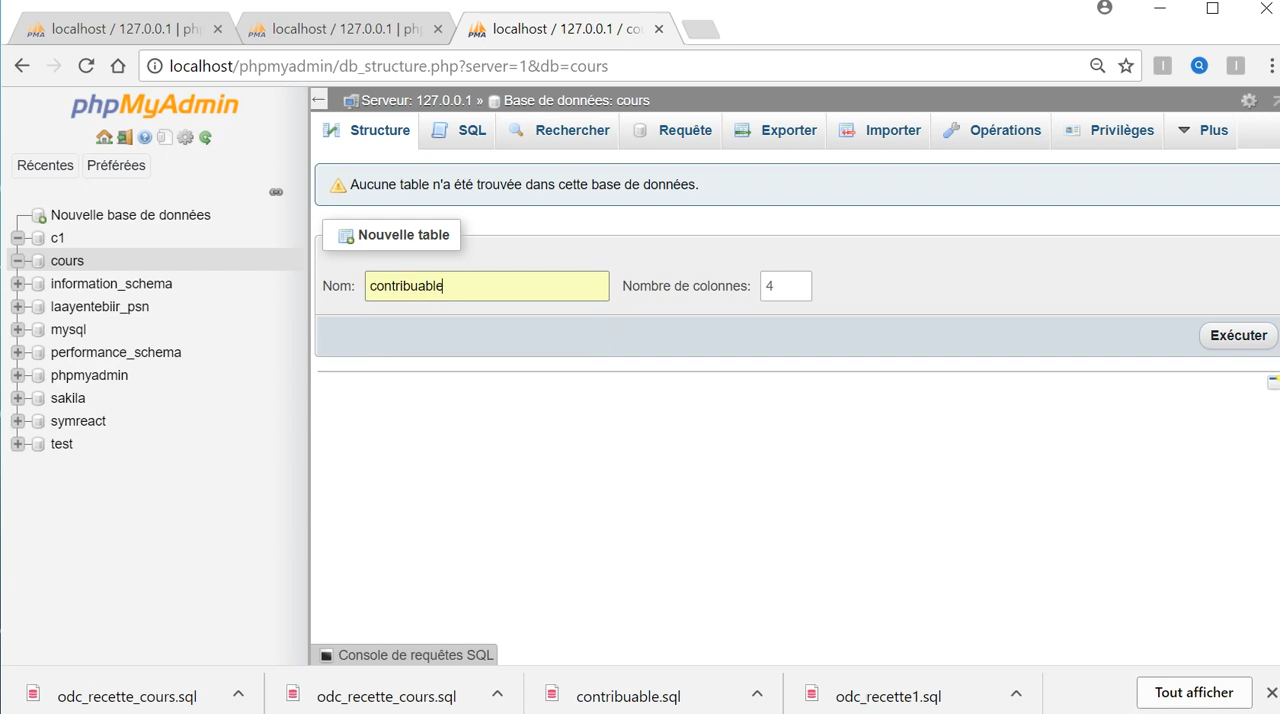 localhost / 127.0.0.1 | ph
localhost / 127.0.0.1 | ph
localhost / 127.0.0.1 / co
localhost/phpmyadmin/db_structure.php?server=1&db=cours
phpMyAdmin
Récentes
Préférées
Nouvelle base de données
c1
cours
information_schema
laayentebiir_psn
mysql
performance_schema
phpmyadmin
sakila
symreact
test
Serveur: 127.0.0.1 » Base de données: cours
Structure
SQL
Rechercher
Requête
Exporter
Importer
Opérations
Privilèges
Plus
Aucune table n'a été trouvée dans cette base de données.
Nouvelle table
Nom: contribuable Nombre de colonnes: 4
Exécuter
Console de requêtes SQL
odc_recette_cours.sql
odc_recette_cours.sql
contribuable.sql
odc_recette1.sql
Tout afficher